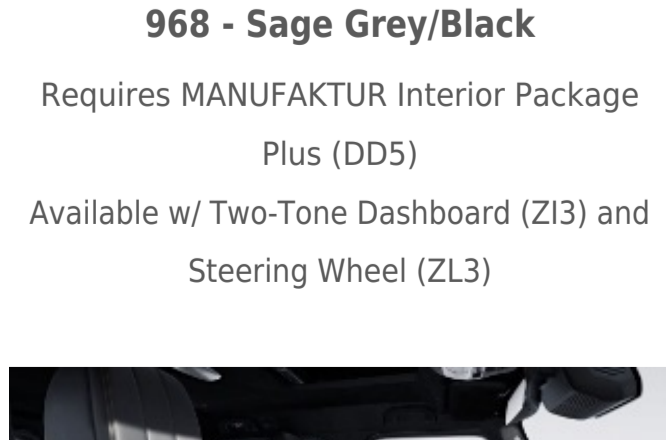 968 - Sage Grey/Black
Requires MANUFAKTUR Interior Package
Plus (DD5)
Available w/ Two-Tone Dashboard (ZI3) and
Steering Wheel (ZL3)